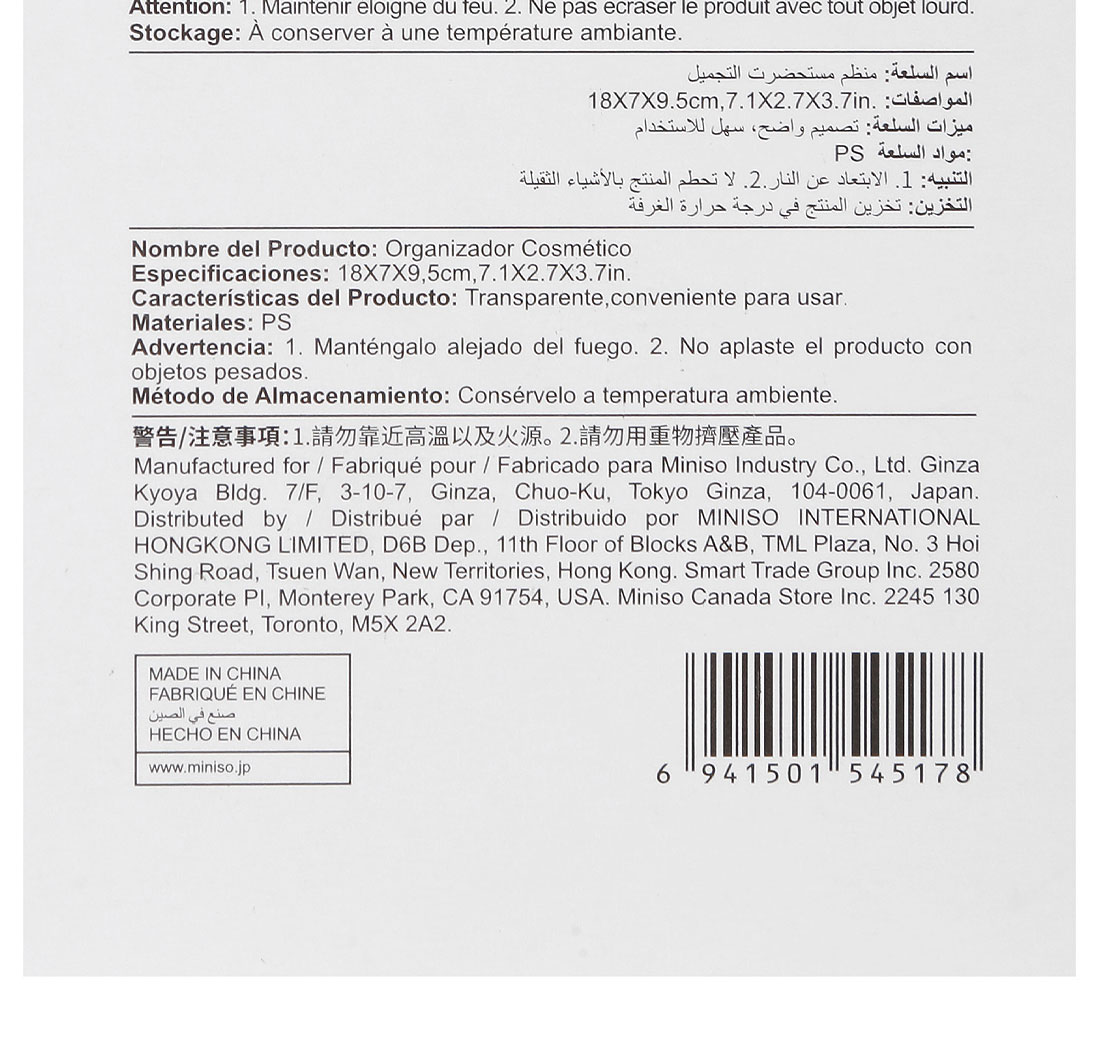 Attention: 1. Maintenir éloigné du feu. 2. Ne pas écraser le produit avec tout objet lourd.
Stockage: À conserver à une température ambiante.
اسم السلعة: منظم مستحضرت التجميل
المواصفات: .18X7X9.5cm,7.1X2.7X3.7in
ميزات السلعة: تصميم واضح، سهل للاستخدام
:مواد السلعة PS
التنبيه: 1. الابتعاد عن النار.2. لا تحطم المنتج بالأشياء الثقيلة
التخزين: تخزين المنتج في درجة حرارة الغرفة
Nombre del Producto: Organizador Cosmético
Especificaciones: 18X7X9,5cm,7.1X2.7X3.7in.
Características del Producto: Transparente,conveniente para usar.
Materiales: PS
Advertencia: 1. Manténgalo alejado del fuego. 2. No aplaste el producto con
objetos pesados.
Método de Almacenamiento: Consérvelo a temperatura ambiente.
警告/注意事項:1.請勿靠近高溫以及火源。2.請勿用重物擠壓產品。
Manufactured for / Fabriqué pour / Fabricado para Miniso Industry Co., Ltd. Ginza
Kyoya Bldg. 7/F, 3-10-7, Ginza, Chuo-Ku, Tokyo Ginza, 104-0061, Japan.
Distributed by / Distribué par / Distribuido por MINISO INTERNATIONAL
HONGKONG LIMITED, D6B Dep., 11th Floor of Blocks A&B, TML Plaza, No. 3 Hoi
Shing Road, Tsuen Wan, New Territories, Hong Kong. Smart Trade Group Inc. 2580
Corporate Pl, Monterey Park, CA 91754, USA. Miniso Canada Store Inc. 2245 130
King Street, Toronto, M5X 2A2.
MADE IN CHINA
FABRIQUÉ EN CHINE
صنع في الصين
HECHO EN CHINA
www.miniso.jp
6 941501 545178